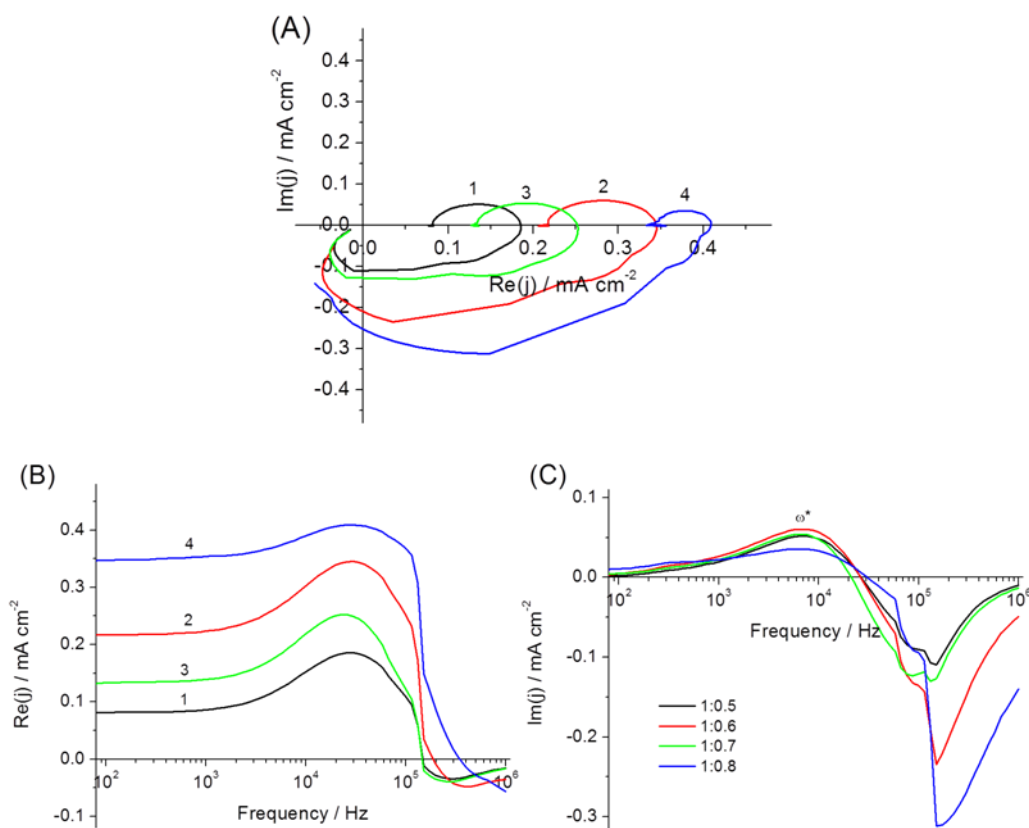 (A)
Im(j) / mA cm-2
0.4
0.3
0.2
0.1
0.0
-0.1
-0.2
-0.3
-0.4
0.0 0.1 0.2 0.3 0.4
Re(j) / mA cm-2
1 3 2 4
(B)
Re(j) / mA cm-2
0.4
0.3
0.2
0.1
0.0
-0.1
4
2
3
1
10^2 10^3 10^4 10^5 10^6
Frequency / Hz
(C)
Im(j) / mA cm-2
0.1
0.0
-0.1
-0.2
-0.3
ω*
10^2 10^3 10^4 10^5 10^6
Frequency / Hz
1:0.5
1:0.6
1:0.7
1:0.8